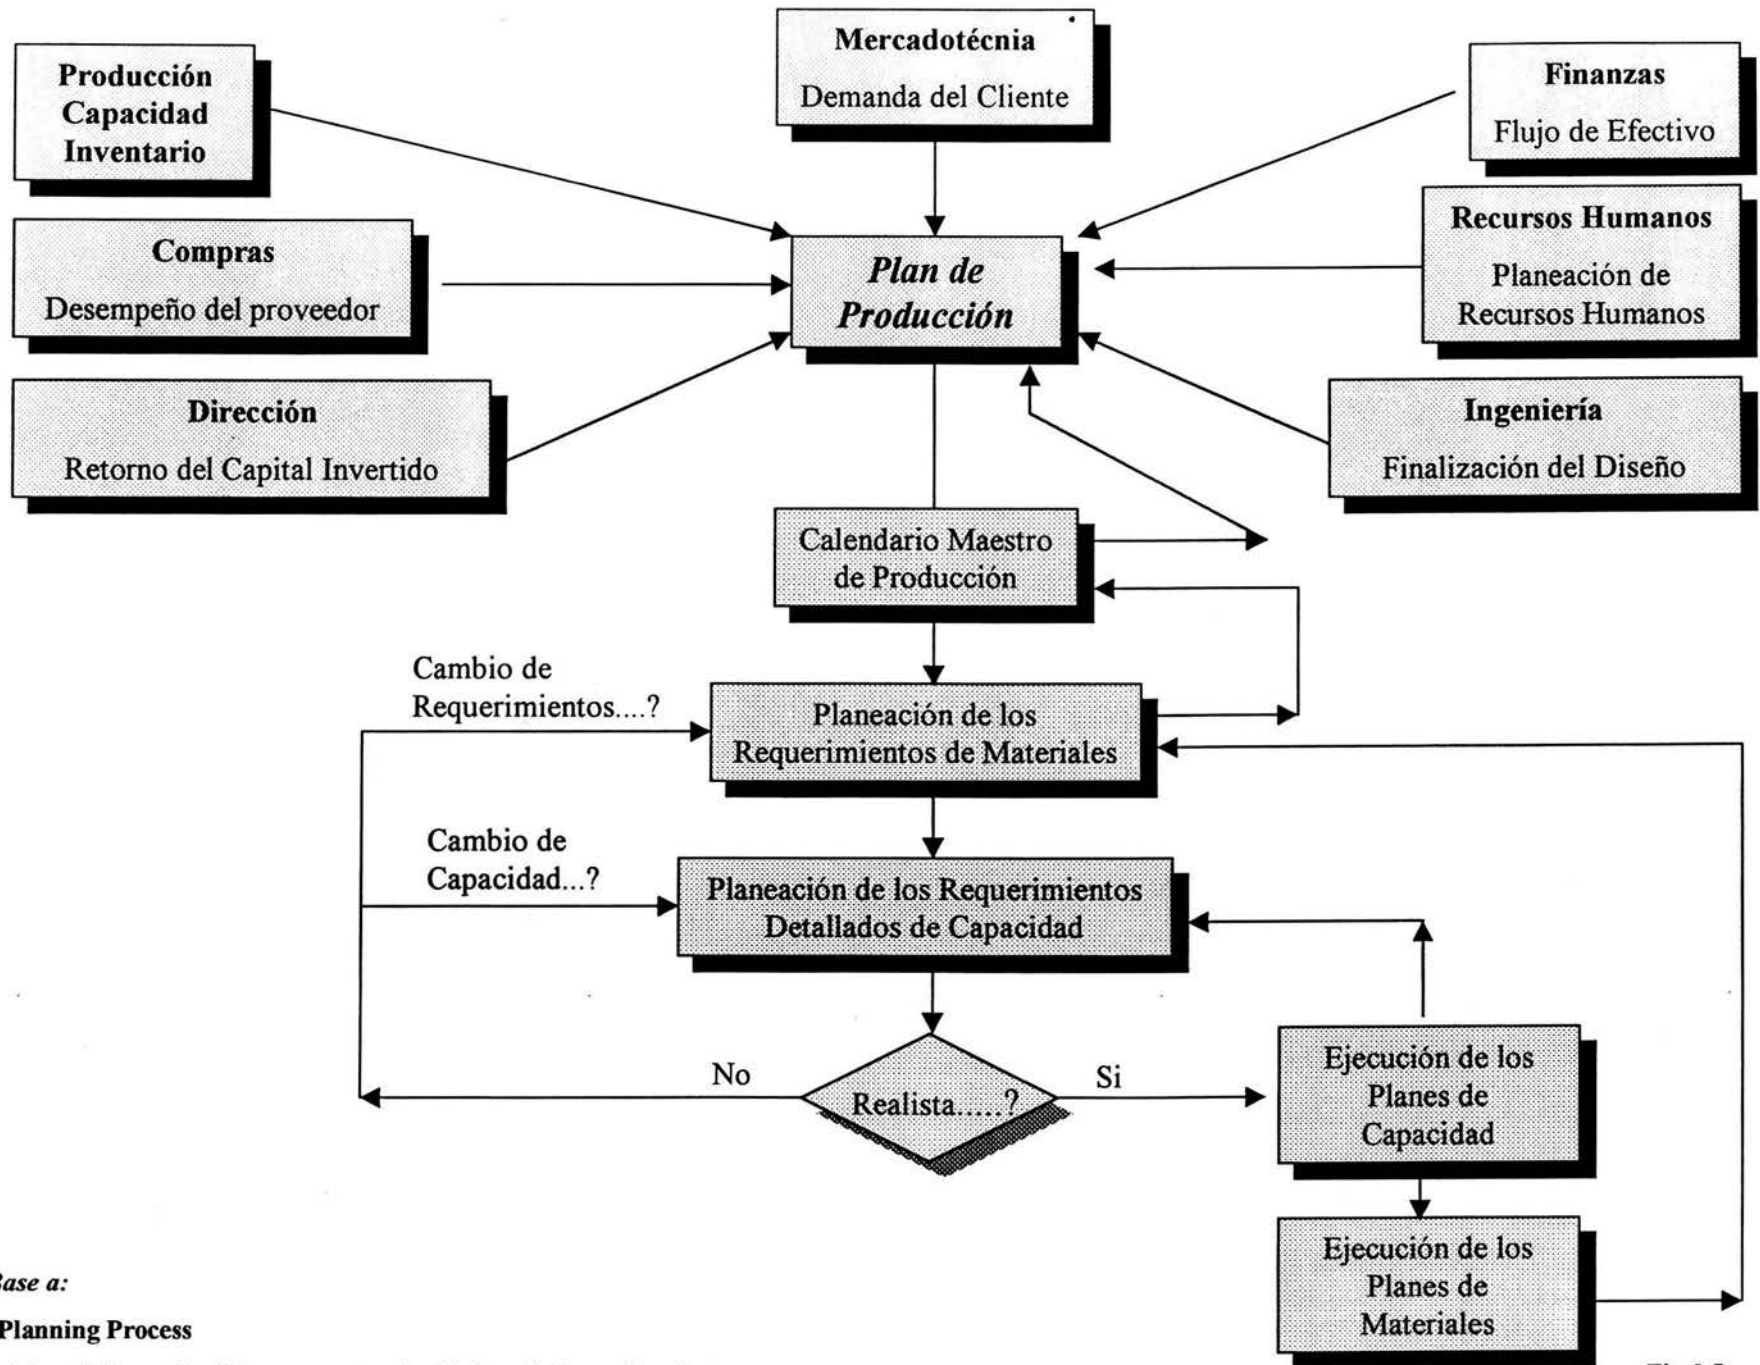 Mercadotécnia
Demanda del Cliente
Producción
Capacidad
Inventario
Finanzas
Flujo de Efectivo
Compras
Desempeño del proveedor
Plan de
Producción
Recursos Humanos
Planeación de
Recursos Humanos
Dirección
Retorno del Capital Invertido
Ingeniería
Finalización del Diseño
Calendario Maestro
de Producción
Cambio de
Requerimientos....?
Planeación de los
Requerimientos de Materiales
Cambio de
Capacidad...?
Planeación de los Requerimientos
Detallados de Capacidad
No
Realista.....?
Si
Ejecución de los
Planes de
Capacidad
Ejecución de los
Planes de
Materiales
a:
Planning Process